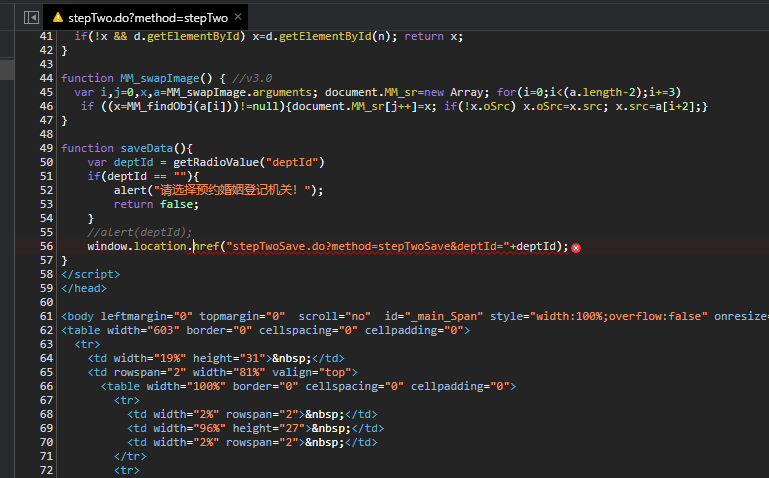 stepTwo.do?method=stepTwo ×
41 if(!x && d.getElementById) x=d.getElementById(n); return x;
42 }
43
44 function MM_swapImage() { //v3.0
45 var i,j=0,x,a=MM_swapImage.arguments; document.MM_sr=new Array; for(i=0;i<(a.length-2);i+=3)
46 if ((x=MM_findObj(a[i]))!=null){document.MM_sr[j++]=x; if(!x.oSrc) x.oSrc=x.src; x.src=a[i+2];}
47 }
48
49 function saveData(){
50 var deptId = getRadioValue("deptId")
51 if(deptId == ""){
52 alert("请选择预约婚姻登记机关！");
53 return false;
54 }
55 //alert(deptId);
56 window.location.href("stepTwoSave.do?method=stepTwoSave&deptId="+deptId);
57 }
58 </script>
59 </head>
60
61 <body leftmargin="0" topmargin="0" scroll="no" id="_main_Span" style="width:100%;overflow:false" onresize=
62 <table width="603" border="0" cellspacing="0" cellpadding="0">
63 <tr>
64 <td width="19%" height="31">&nbsp;</td>
65 <td rowspan="2" width="81%" valign="top">
66 <table width="100%" border="0" cellspacing="0" cellpadding="0">
67 <tr>
68 <td width="2%" rowspan="2">&nbsp;</td>
69 <td width="96%" height="27">&nbsp;</td>
70 <td width="2%" rowspan="2">&nbsp;</td>
71 </tr>
72 <tr>